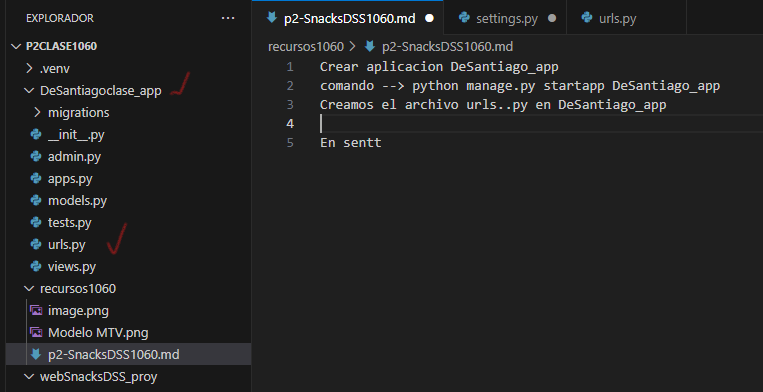 EXPLORADOR ...
P2CLASE1060
.venv
DeSantiagoclase_app
migrations
__init__.py
admin.py
apps.py
models.py
tests.py
urls.py
views.py
recursos1060
image.png
Modelo MTV.png
p2-SnacksDSS1060.md
webSnacksDSS_proy
p2-SnacksDSS1060.md settings.py urls.py
recursos1060 > p2-SnacksDSS1060.md
1 Crear aplicacion DeSantiago_app
2 comando --> python manage.py startapp DeSantiago_app
3 Creamos el archivo urls..py en DeSantiago_app
4
5 En sentt